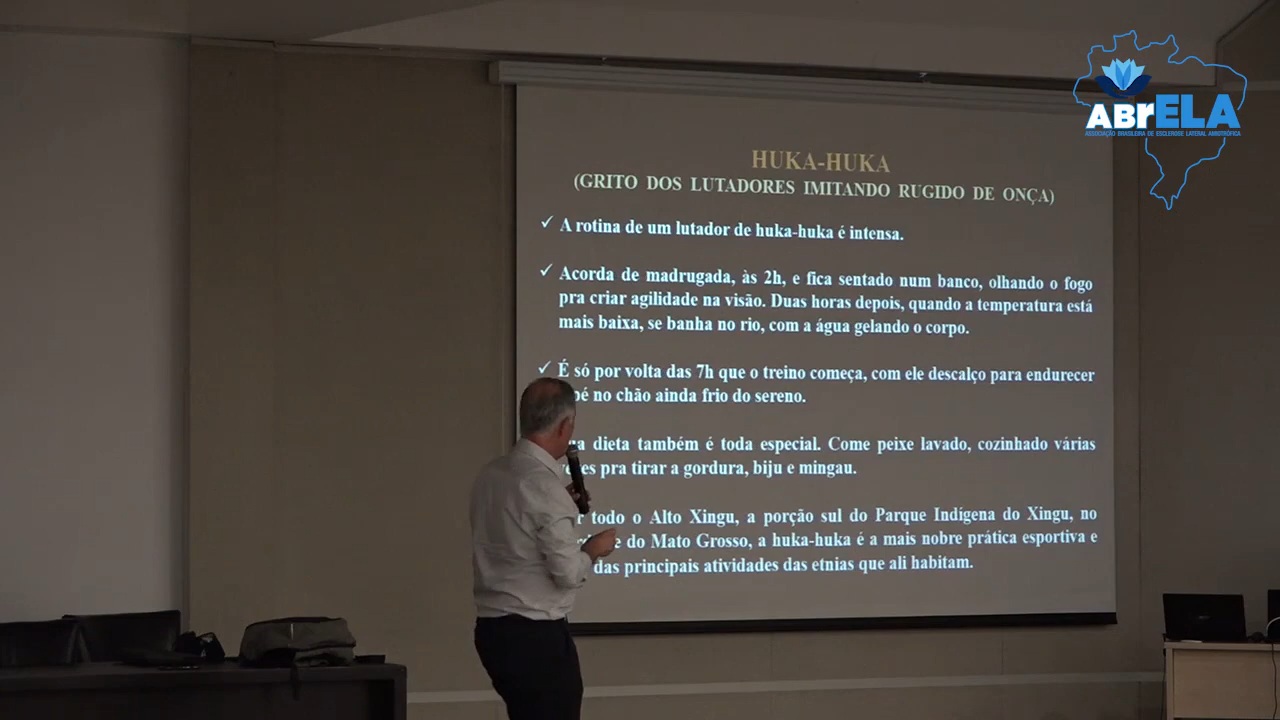 ABrELA
ASSOCIAÇÃO BRASILEIRA DE ESCLEROSE LATERAL AMIOTRÓFICA
HUKA-HUKA
(GRITO DOS LUTADORES IMITANDO RUGIDO DE ONÇA)
✓ A rotina de um lutador de huka-huka é intensa.
✓ Acorda de madrugada, às 2h, e fica sentado num banco, olhando o fogo
pra criar agilidade na visão. Duas horas depois, quando a temperatura está
mais baixa, se banha no rio, com a água gelando o corpo.
✓ É só por volta das 7h que o treino começa, com ele descalço para endurecer
pé no chão ainda frio do sereno.
dieta também é toda especial. Come peixe lavado, cozinhado várias
pra tirar a gordura, biju e mingau.
todo o Alto Xingu, a porção sul do Parque Indígena do Xingu, no
do Mato Grosso, a huka-huka é a mais nobre prática esportiva e
das principais atividades das etnias que ali habitam.